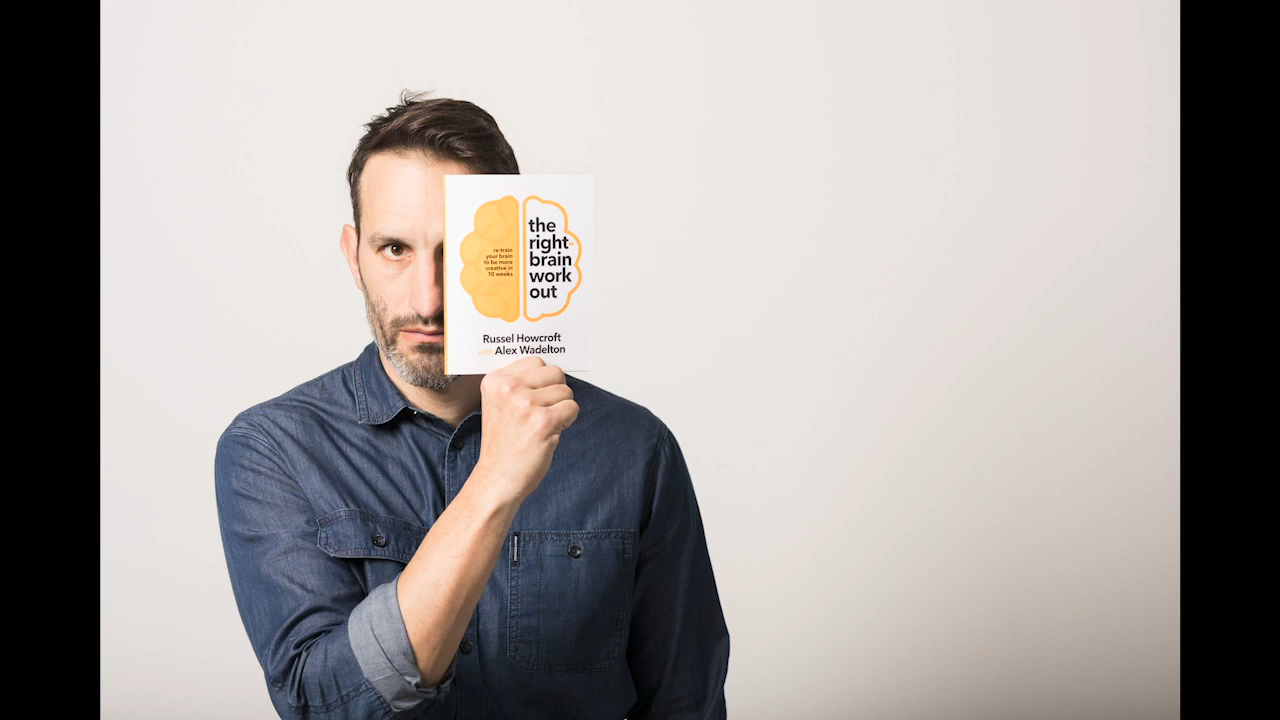 re-train
your brain
to be more
creative in
10 weeks
the
right-
brain
work
out
Russel Howcroft
with Alex Wadelton